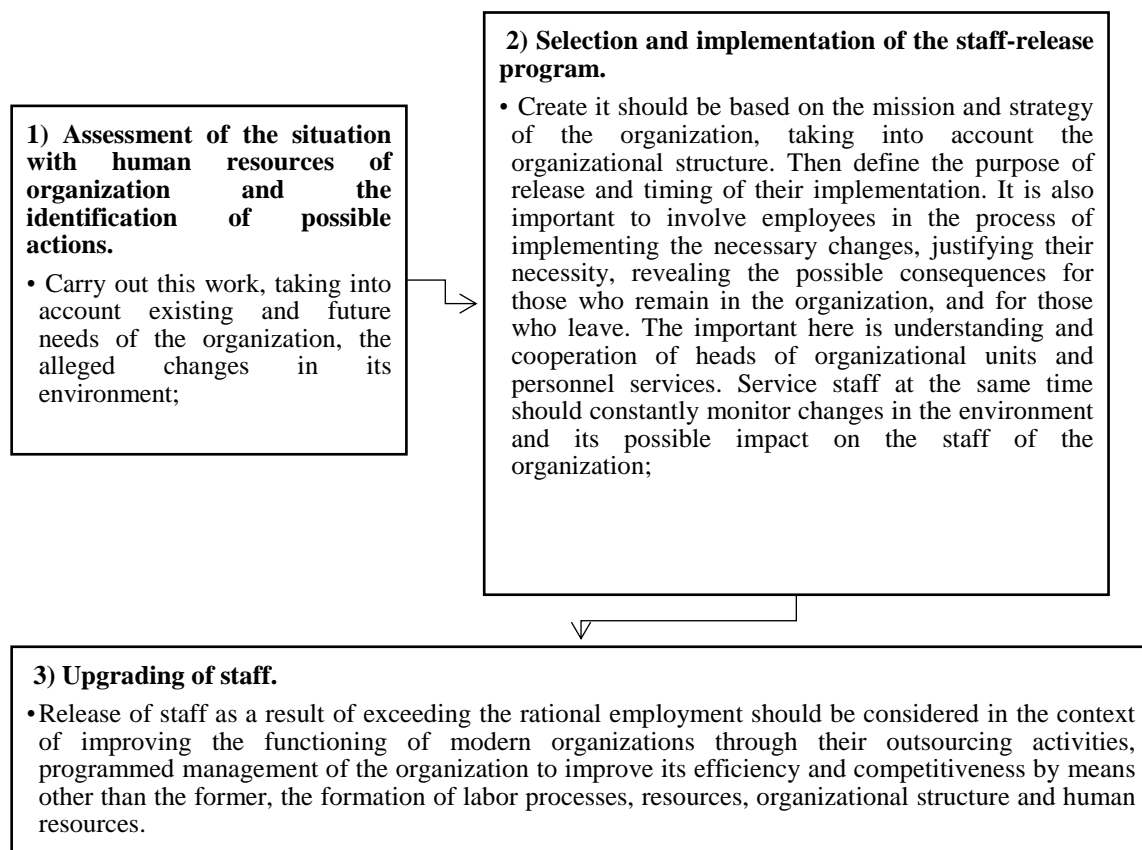 1) Assessment of the situation
with human resources of
organization and the
identification of possible
actions.
• Carry out this work, taking into
account existing and future
needs of the organization, the
alleged changes in its
environment;
2) Selection and implementation of the staff-release
program.
• Create it should be based on the mission and strategy
of the organization, taking into account the
organizational structure. Then define the purpose of
release and timing of their implementation. It is also
important to involve employees in the process of
implementing the necessary changes, justifying their
necessity, revealing the possible consequences for
those who remain in the organization, and for those
who leave. The important here is understanding and
cooperation of heads of organizational units and
personnel services. Service staff at the same time
should constantly monitor changes in the environment
and its possible impact on the staff of the
organization;
3) Upgrading of staff.
•Release of staff as a result of exceeding the rational employment should be considered in the context
of improving the functioning of modern organizations through their outsourcing activities,
programmed management of the organization to improve its efficiency and competitiveness by means
other than the former, the formation of labor processes, resources, organizational structure and human
resources.